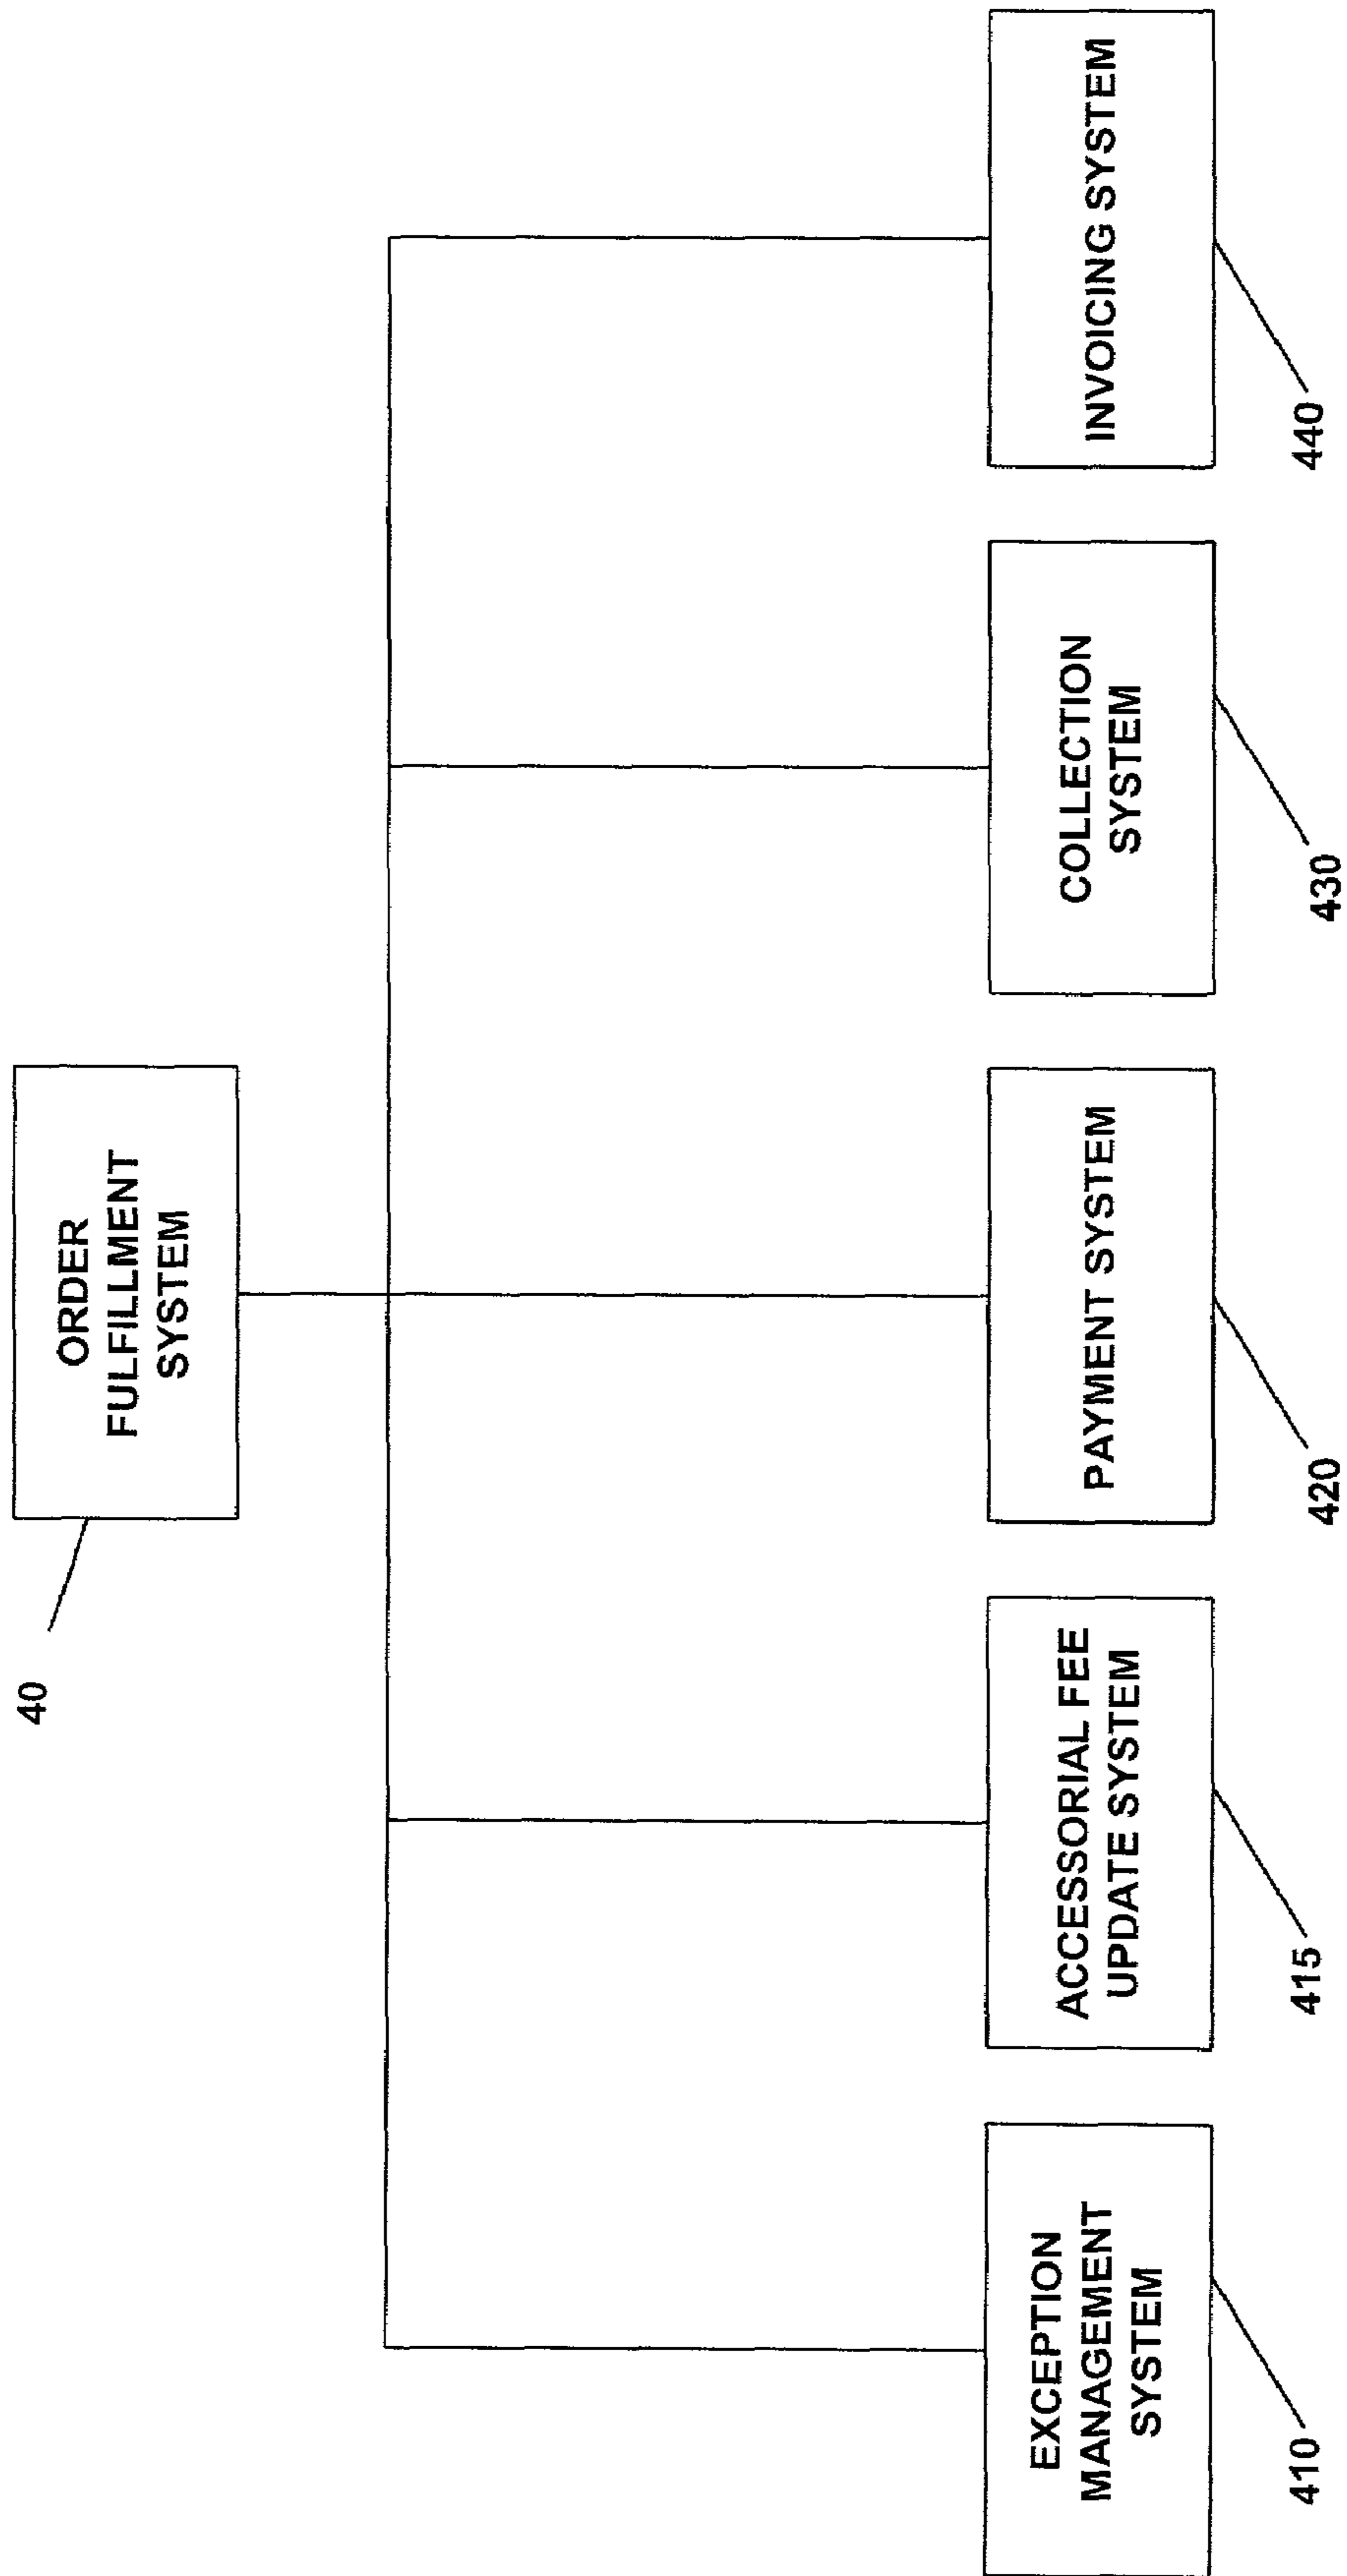 ORDER
FULFILLMENT
SYSTEM
40
EXCEPTION
MANAGEMENT
SYSTEM
410
ACCESSORIAL FEE
UPDATE SYSTEM
415
PAYMENT SYSTEM
420
COLLECTION
SYSTEM
430
INVOICING SYSTEM
440